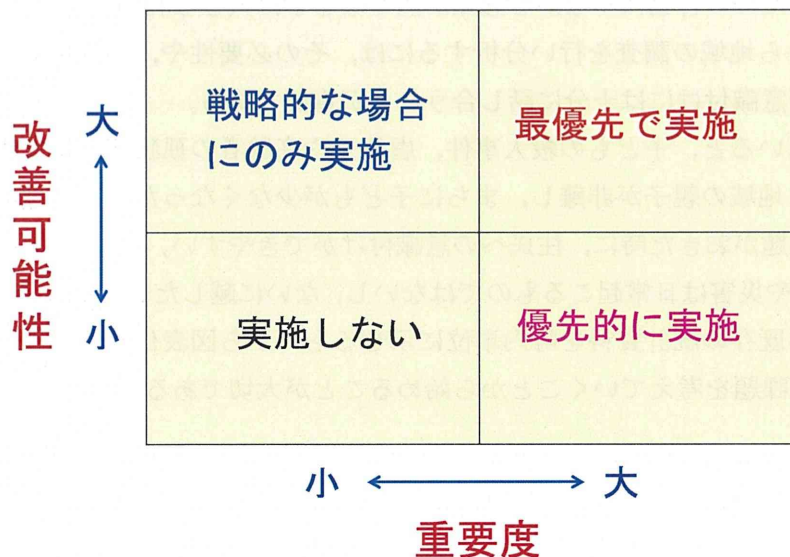 戦略的な場合
にのみ実施
最優先で実施
大
改善可能性
小
実施しない
優先的に実施
小
大
重要度